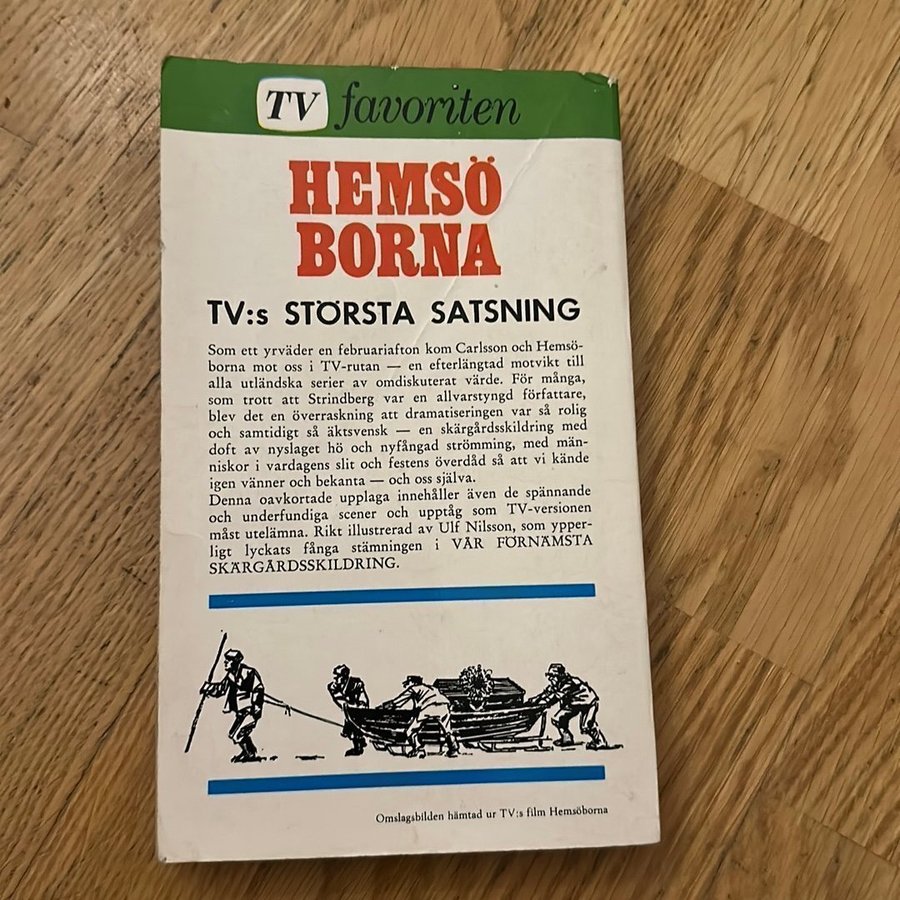 TV favoriten
HEMSÖ
BORNA
TV:s STÖRSTA SATSNING
Som ett yrväder en februariafton kom Carlsson och Hemsö-
borna mot oss i TV-rutan — en efterlängtad motvikt till
alla utländska serier av omdiskuterat värde. För många,
som trott att Strindberg var en allvarstyngd författare,
blev det en överraskning att dramatiseringen var så rolig
och samtidigt så äktsvensk — en skärgårdsskildring med
doft av nyslaget hö och nyfångad strömming, med män-
niskor i vardagens slit och festens överdåd så att vi kände
igen vänner och bekanta — och oss själva.
Denna oavkortade upplaga innehåller även de spännande
och underfundiga scener och upptåg som TV-versionen
måst utelämna. Rikt illustrerad av Ulf Nilsson, som ypper-
ligt lyckats fånga stämningen i VÅR FÖRNÄMSTA
SKÄRGÅRDSSKILDRING.
Omslagsbilden hämtad ur TV:s film Hemsöborna